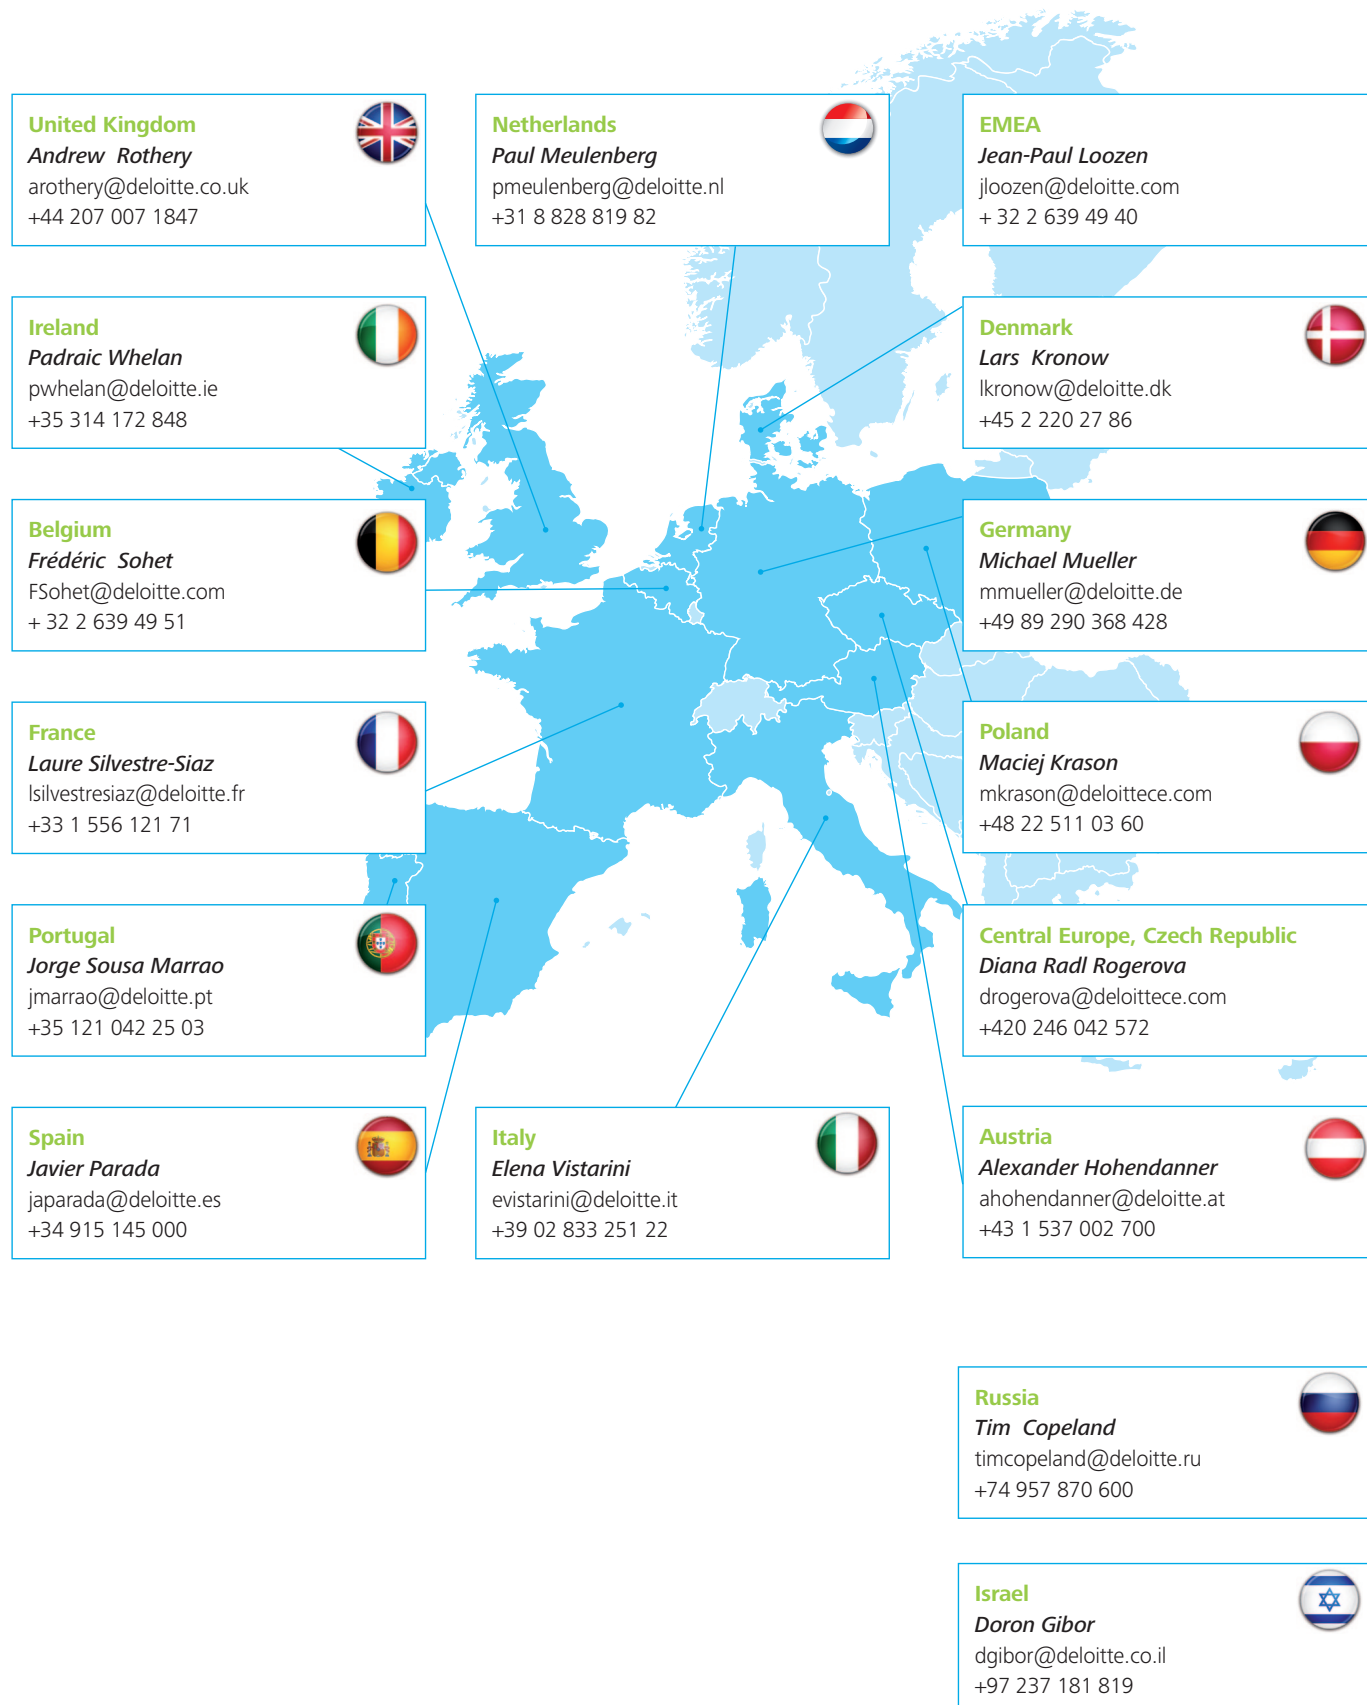 United Kingdom
Andrew Rothery
arothery@deloitte.co.uk
+44 207 007 1847
Netherlands
Paul Meulenberg
pmeulenberg@deloitte.nl
+31 8 828 819 82
EMEA
Jean-Paul Loozen
jloozen@deloitte.com
+ 32 2 639 49 40
Ireland
Padraic Whelan
pwhelan@deloitte.ie
+35 314 172 848
Denmark
Lars Kronow
lkronow@deloitte.dk
+45 2 220 27 86
Belgium
Frédéric Sohet
FSohet@deloitte.com
+ 32 2 639 49 51
Germany
Michael Mueller
mmueller@deloitte.de
+49 89 290 368 428
France
Laure Silvestre-Siaz
lsilvestresiaz@deloitte.fr
+33 1 556 121 71
Poland
Maciej Krason
mkrason@deloittece.com
+48 22 511 03 60
Portugal
Jorge Sousa Marrao
jmarrao@deloitte.pt
+35 121 042 25 03
Central Europe, Czech Republic
Diana Radl Rogerova
drogerova@deloittece.com
+420 246 042 572
Spain
Javier Parada
japarada@deloitte.es
+34 915 145 000
Italy
Elena Vistarini
evistarini@deloitte.it
+39 02 833 251 22
Austria
Alexander Hohendanner
ahohendanner@deloitte.at
+43 1 537 002 700
Russia
Tim Copeland
timcopeland@deloitte.ru
+74 957 870 600
Israel
Doron Gibor
dgibor@deloitte.co.il
+97 237 181 819